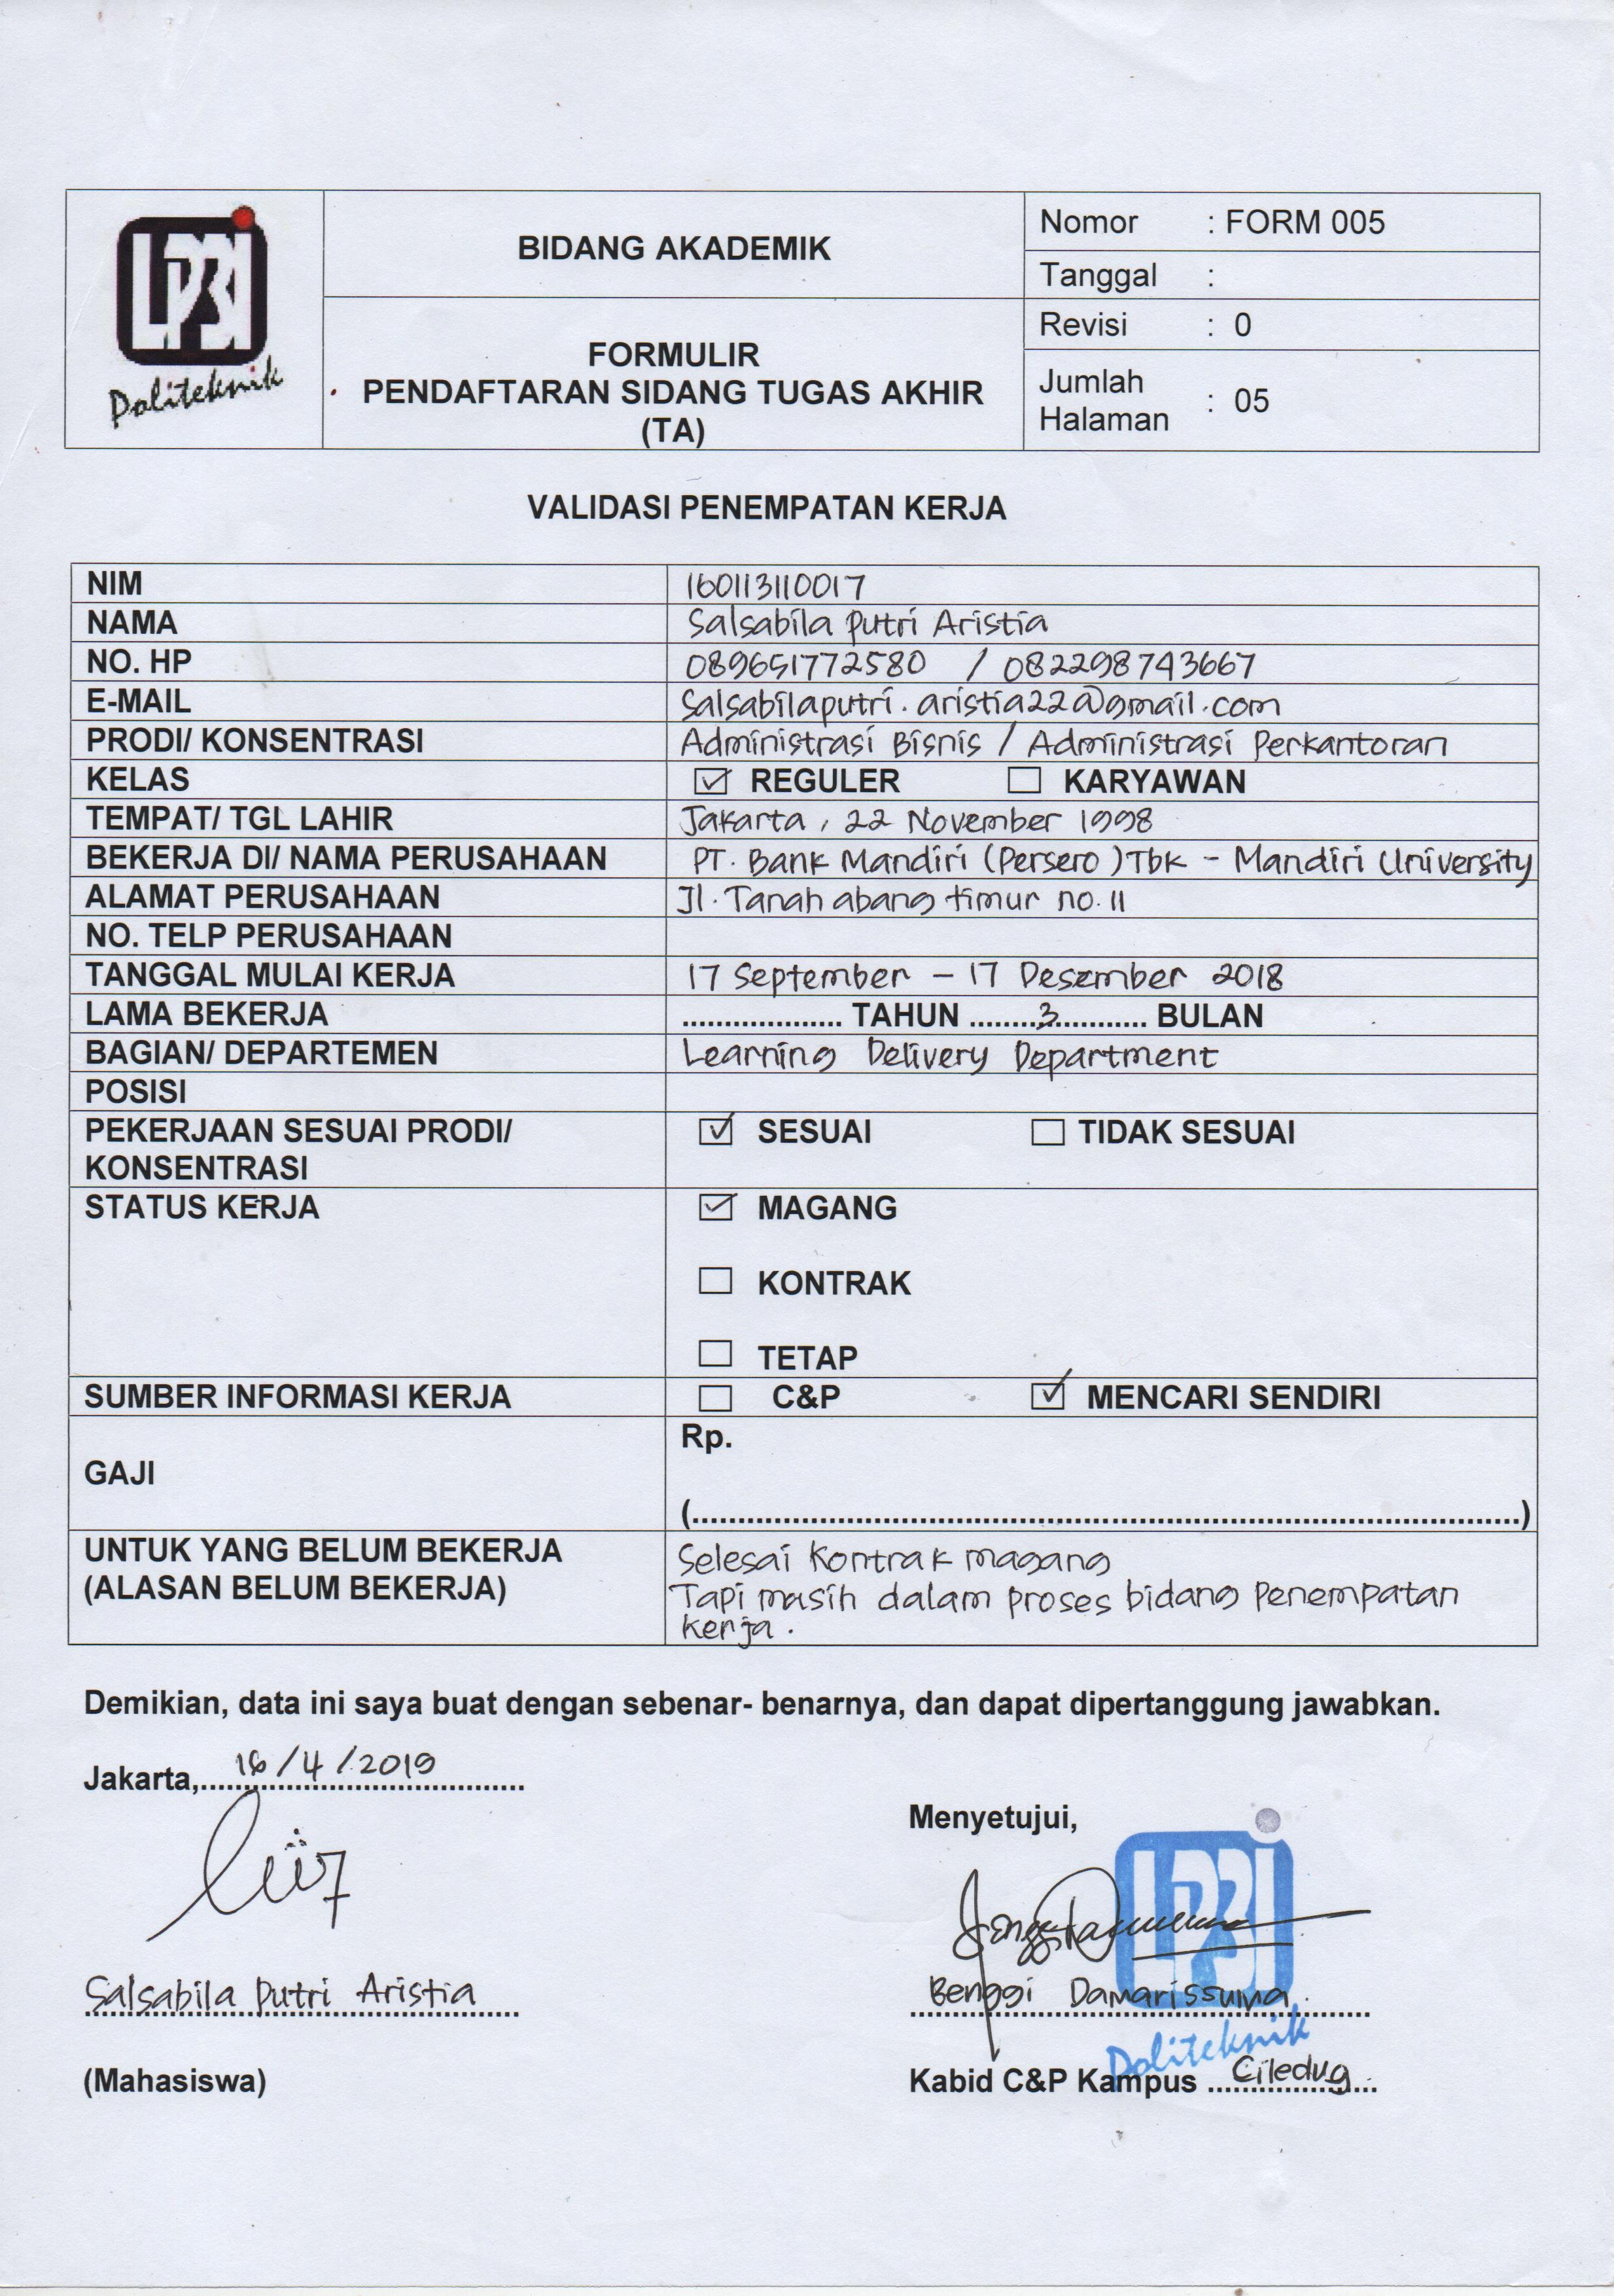 LP3I
Politeknik
BIDANG AKADEMIK
FORMULIR
PENDAFTARAN SIDANG TUGAS AKHIR
(TA)
Nomor : FORM 005
Tanggal :
Revisi : 0
Jumlah Halaman : 05
VALIDASI PENEMPATAN KERJA
NIM 160113110017
NAMA Salsabila Putri Aristia
NO. HP 089651772580 / 082298743667
E-MAIL Salsabilaputri.aristia22@gmail.com
PRODI/ KONSENTRASI Administrasi Bisnis / Administrasi Perkantoran
KELAS ☑ REGULER ☐ KARYAWAN
TEMPAT/ TGL LAHIR Jakarta, 22 November 1998
BEKERJA DI/ NAMA PERUSAHAAN PT. Bank Mandiri (Persero) Tbk - Mandiri University
ALAMAT PERUSAHAAN Jl. Tanah abang timur no. 11
NO. TELP PERUSAHAAN
TANGGAL MULAI KERJA 17 September - 17 Desember 2018
LAMA BEKERJA .................. TAHUN ........3........... BULAN
BAGIAN/ DEPARTEMEN Learning Delivery Department
POSISI
PEKERJAAN SESUAI PRODI/ ☑ SESUAI ☐ TIDAK SESUAI
KONSENTRASI
STATUS KERJA ☑ MAGANG
☐ KONTRAK
☐ TETAP
SUMBER INFORMASI KERJA ☐ C&P ☑ MENCARI SENDIRI
GAJI Rp.
(..........................................................................................)
UNTUK YANG BELUM BEKERJA Selesai Kontrak magang
(ALASAN BELUM BEKERJA) Tapi masih dalam proses bidang Penempatan
kerja.
Demikian, data ini saya buat dengan sebenar- benarnya, dan dapat dipertanggung jawabkan.
Jakarta, 16/4/2019
Menyetujui,
LP3I
Salsabila Putri Aristia
Benggi Damarissuma
Politeknik
(Mahasiswa)
Kabid C&P Kampus Ciledug